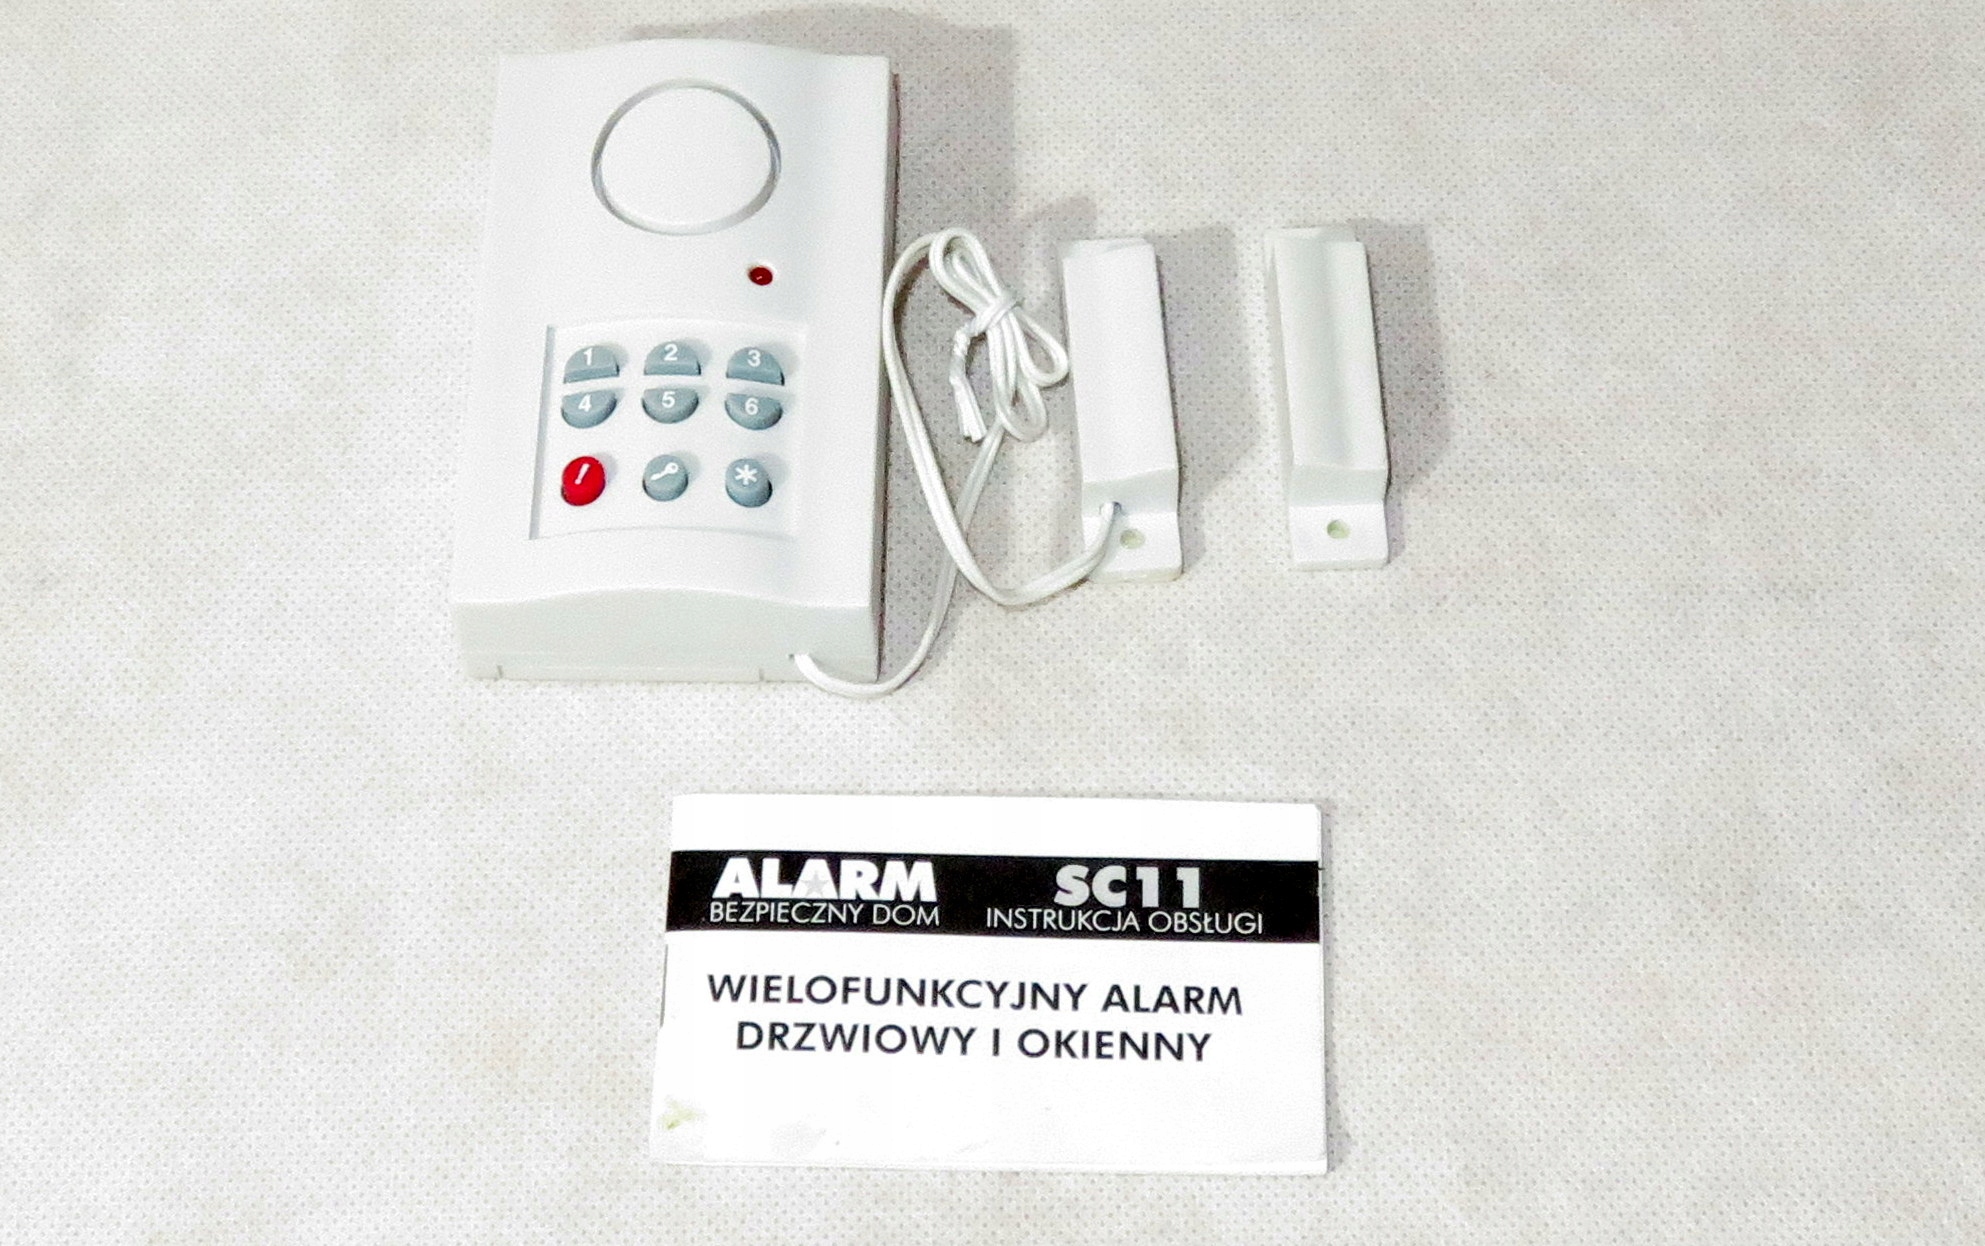 1 2 3
4 5 6
! *
ALARM SC11
BEZPIECZNY DOM INSTRUKCJA OBSŁUGI
WIELOFUNKCYJNY ALARM
DRZWIOWY I OKIENNY